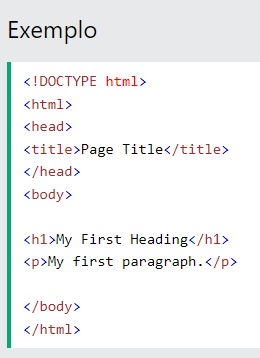 Exemplo
<!DOCTYPE html>
<html>
<head>
<title>Page Title</title>
</head>
<body>
<h1>My First Heading</h1>
<p>My first paragraph.</p>
</body>
</html>